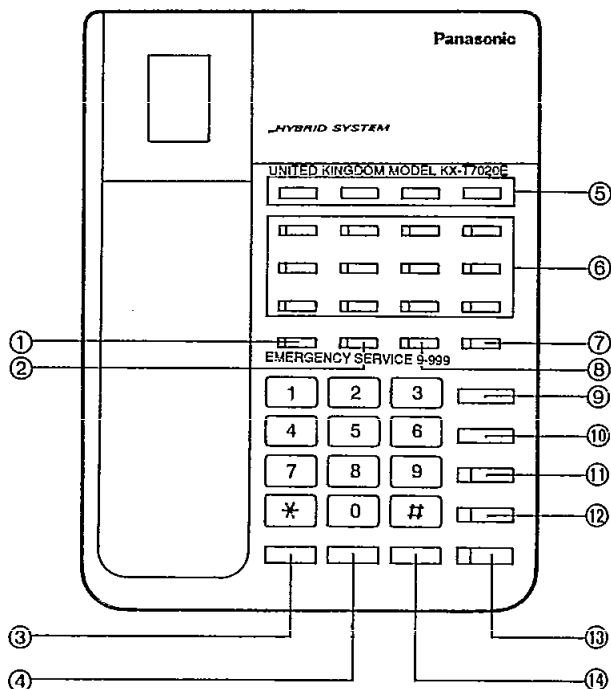 Panasonic
HYBRID SYSTEM
UNITED KINGDOM MODEL KX-T7020E
⑤
⑥
① ⑦
② ⑧
EMERGENCY SERVICE 9-999
1 2 3 ⑨
4 5 6 ⑩
7 8 9 ⑪
* 0 # ⑫
③ ⑬
④ ⑭